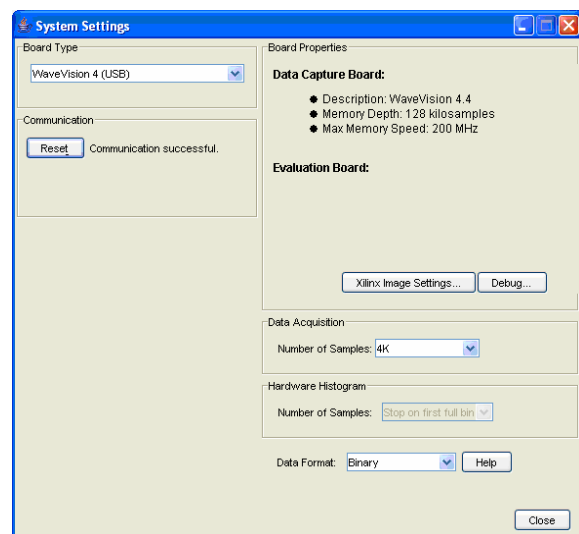 System Settings
Board Type
WaveVision 4 (USB)
Communication
Reset Communication successful.
Board Properties
Data Capture Board:
Description: WaveVision 4.4
Memory Depth: 128 kilosamples
Max Memory Speed: 200 MHz
Evaluation Board:
Xilinx Image Settings... Debug...
Data Acquisition
Number of Samples: 4K
Hardware Histogram
Number of Samples: Stop on first full bin
Data Format: Binary Help
Close